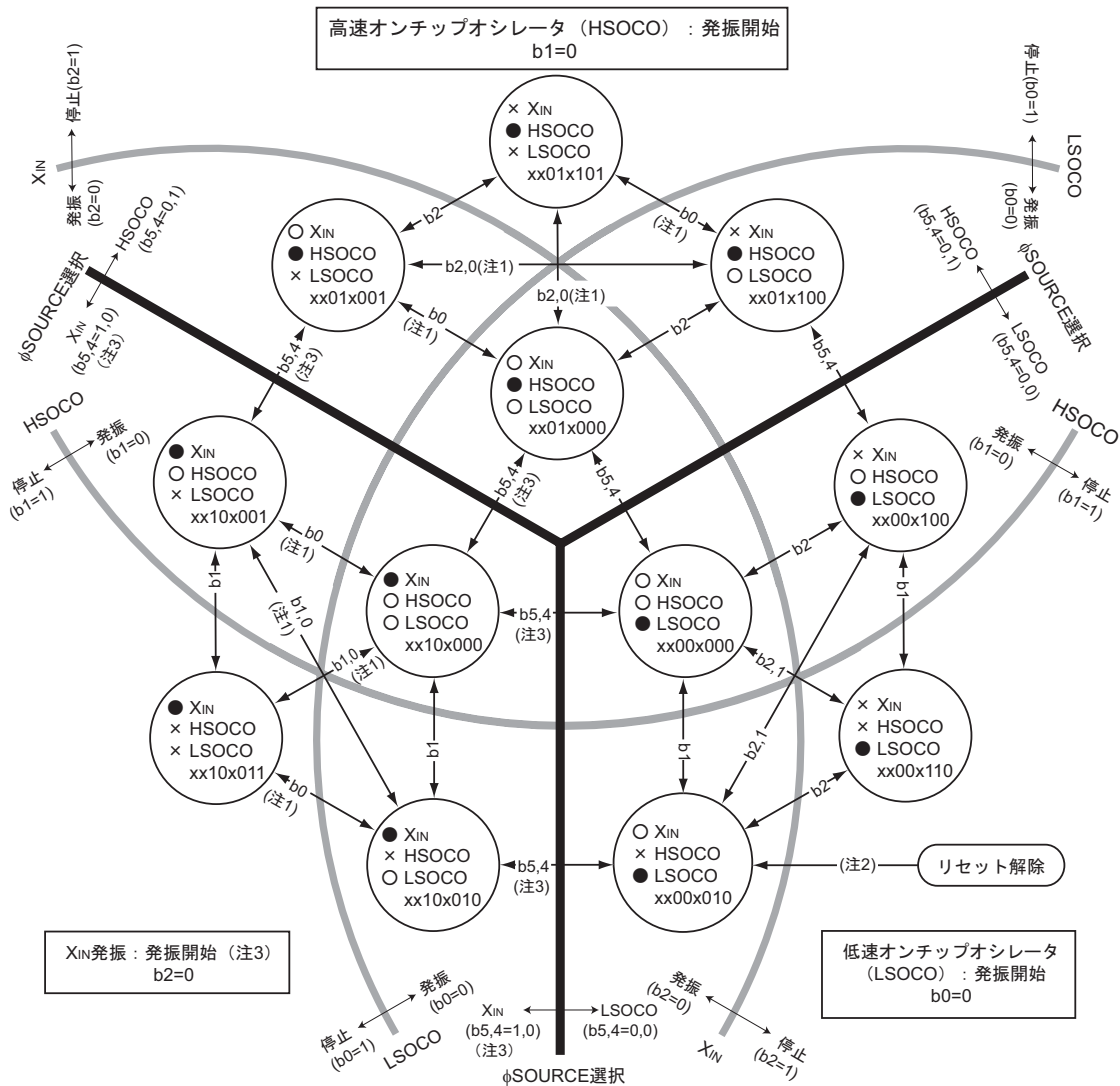 高速オンチップオシレータ（HSOCO）：発振開始
b1=0
停止(b2=1)
XIN
発振
(b2=0)
停止(b0=1)
LSOCO
発振
(b0=0)
× XIN
● HSOCO
× LSOCO
xx01x101
b2
b0
(注1)
○ XIN
● HSOCO
× LSOCO
xx01x001
b2,0(注1)
× XIN
● HSOCO
○ LSOCO
xx01x100
b2,0(注1)
b0
(注1)
b2
○ XIN
● HSOCO
○ LSOCO
xx01x000
HSOCO
(b5,4=0,1)
φSOURCE選択
XIN
(b5,4=1,0)
(注3)
HSOCO
(b5,4=0,1)
φSOURCE選択
LSOCO
(b5,4=0,0)
b5,4
(注3)
b5,4
b5,4
(注3)
b5,4
HSOCO
発振
(b1=0)
停止
(b1=1)
HSOCO
発振
(b1=0)
停止
(b1=1)
● XIN
○ HSOCO
× LSOCO
xx10x001
× XIN
○ HSOCO
● LSOCO
xx00x100
b0
(注1)
b2
b1
b1,0
(注1)
● XIN
○ HSOCO
○ LSOCO
xx10x000
b5,4
(注3)
○ XIN
○ HSOCO
● LSOCO
xx00x000
b1
b1,0
(注1)
b2,1
● XIN
× HSOCO
× LSOCO
xx10x011
× XIN
× HSOCO
● LSOCO
xx00x110
b1
b1
b2,1
b0
(注1)
b2
● XIN
× HSOCO
○ LSOCO
xx10x010
b5,4
(注3)
○ XIN
× HSOCO
● LSOCO
xx00x010
(注2)
リセット解除
XIN発振：発振開始（注3）
b2=0
低速オンチップオシレータ
（LSOCO）：発振開始
b0=0
発振
(b0=0)
停止
(b0=1)
LSOCO
XIN
(b5,4=1,0)
(注3)
LSOCO
(b5,4=0,0)
発振
(b2=0)
停止
(b2=1)
XIN
φSOURCE選択